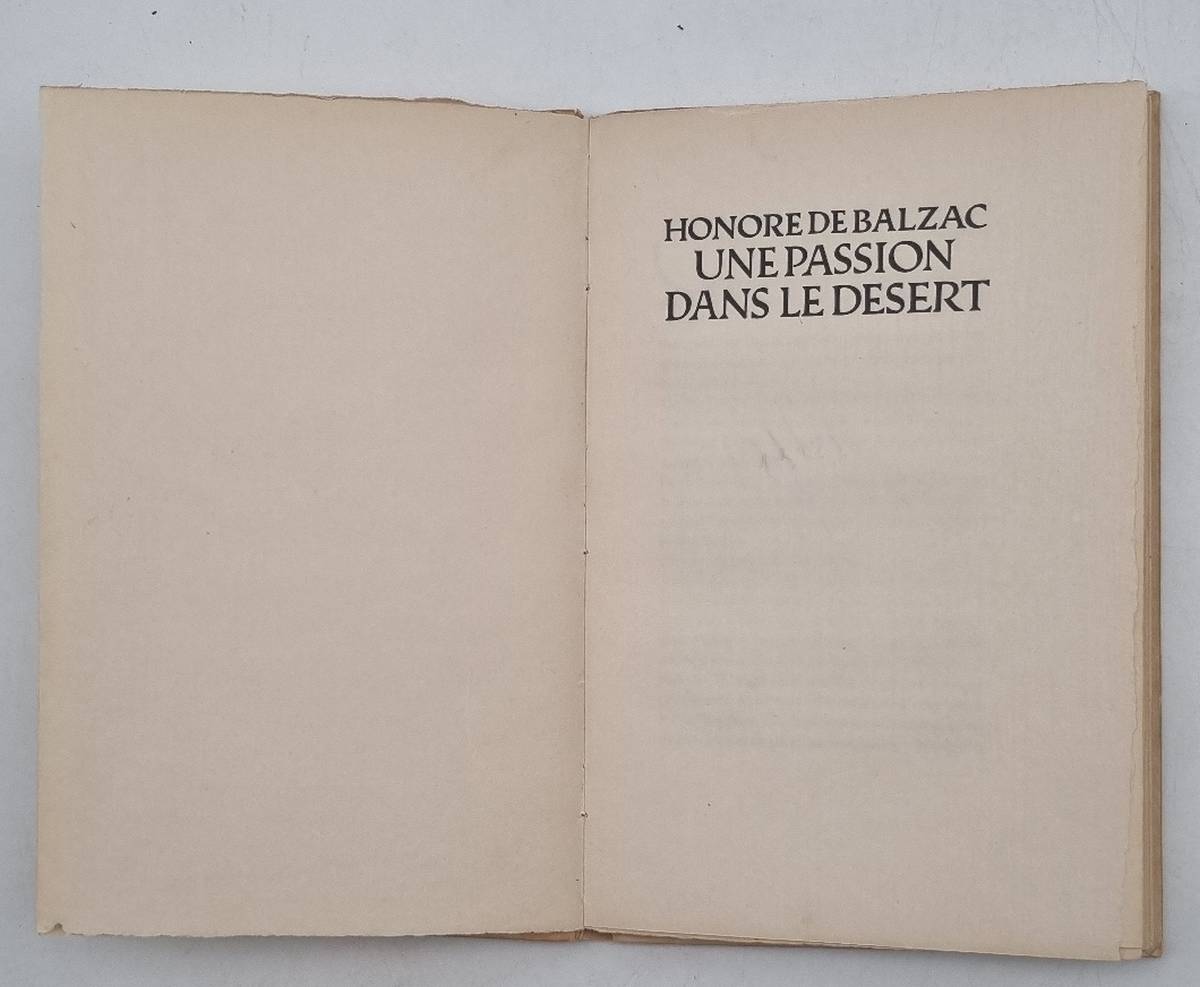 HONORE DE BALZAC
UNE PASSION
DANS LE DESERT